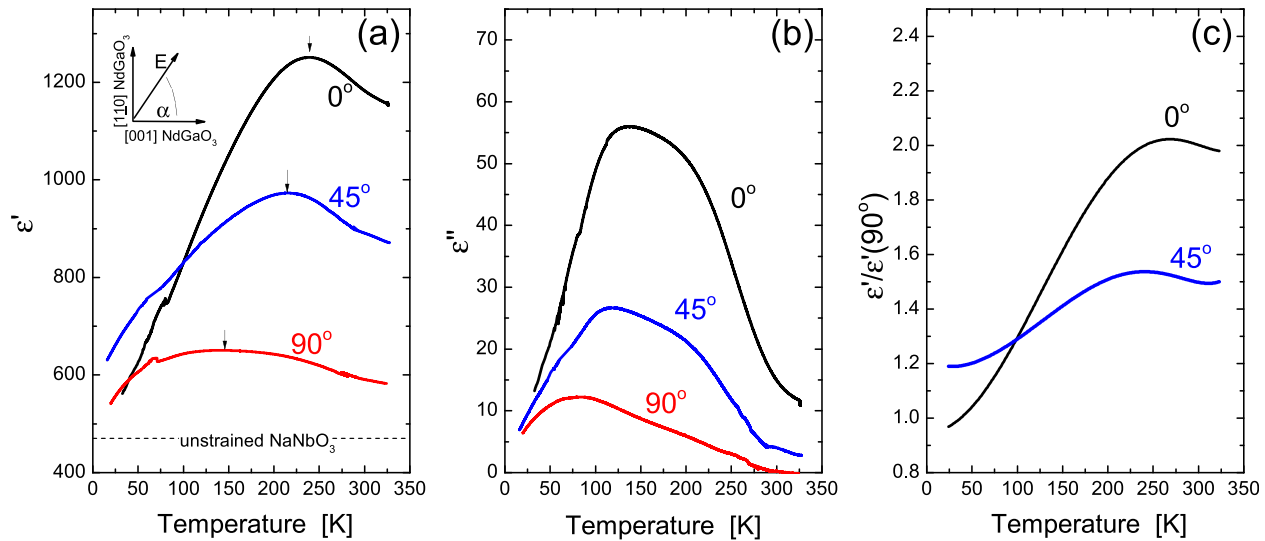 (a)
1200
1000
800
600
400
ε'
[11̲0] NdGaO₃
E
α
[001] NdGaO₃
0°
45°
90°
unstrained NaNbO₃
0 50 100 150 200 250 300 350
Temperature [K]
(b)
70
60
50
40
30
20
10
0
ε"
0°
45°
90°
0 50 100 150 200 250 300 350
Temperature [K]
(c)
2.4
2.2
2.0
1.8
1.6
1.4
1.2
1.0
0.8
ε'/ε'(90°)
0°
45°
0 50 100 150 200 250 300 350
Temperature [K]